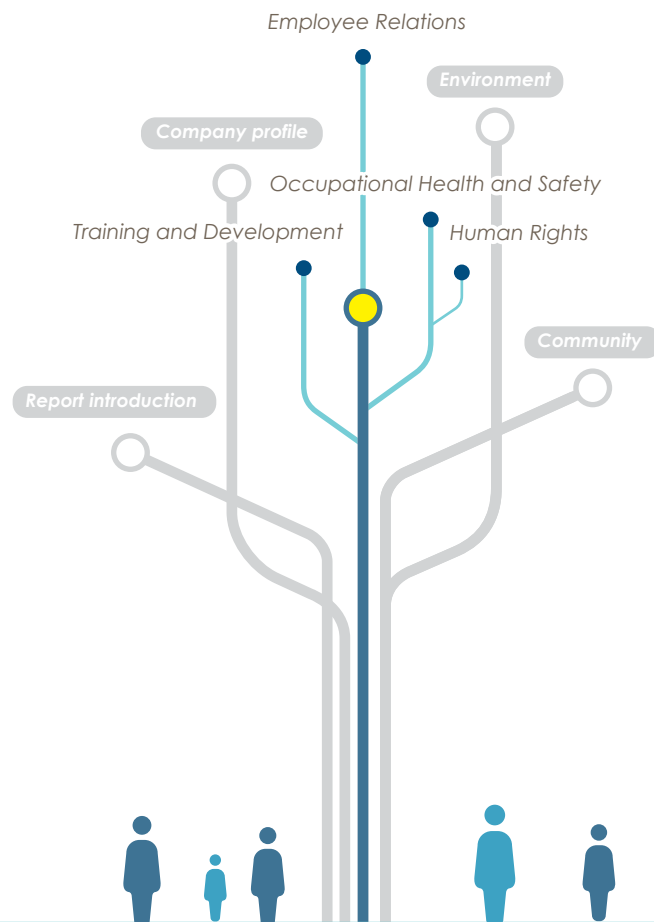 Employee Relations
Environment
Company profile
Occupational Health and Safety
Training and Development
Human Rights
Community
Report introduction